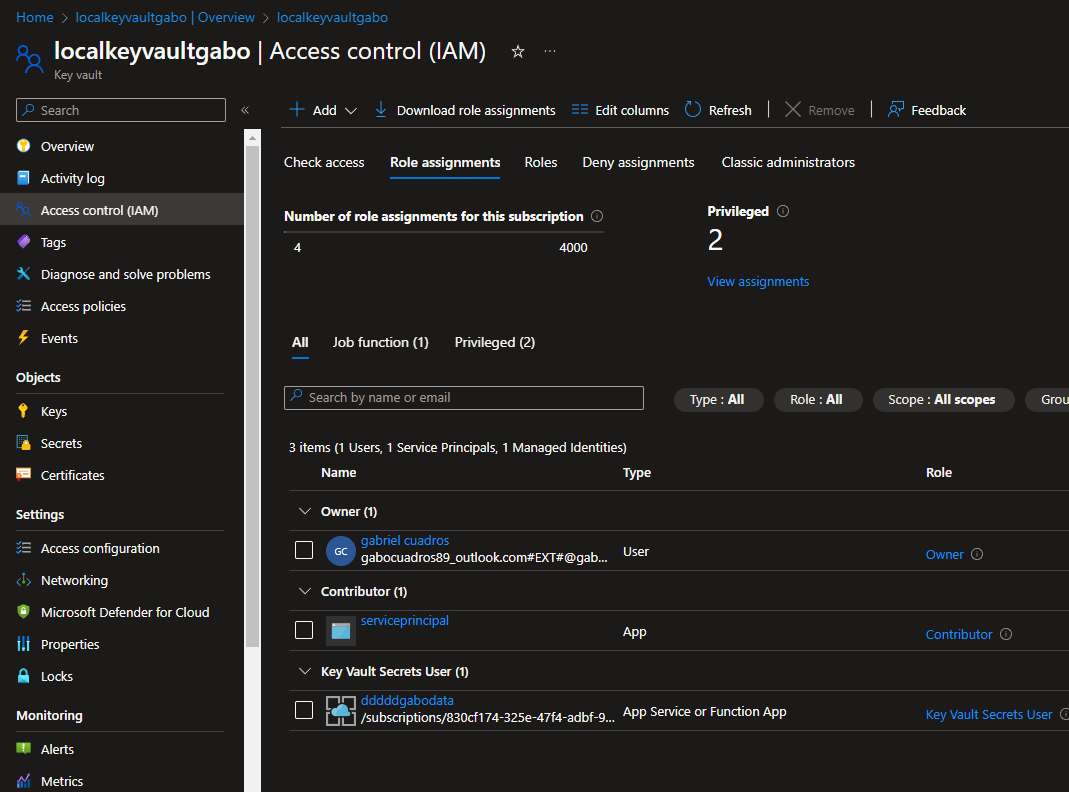 Home > localkeyvaultgabo | Overview > localkeyvaultgabo
localkeyvaultgabo | Access control (IAM)
Key vault
Search
Overview
Activity log
Access control (IAM)
Tags
Diagnose and solve problems
Access policies
Events
Objects
Keys
Secrets
Certificates
Settings
Access configuration
Networking
Microsoft Defender for Cloud
Properties
Locks
Monitoring
Alerts
Metrics
Add Download role assignments Edit columns Refresh Remove Feedback
Check access Role assignments Roles Deny assignments Classic administrators
Number of role assignments for this subscription
4 4000
Privileged
2
View assignments
All Job function (1) Privileged (2)
Search by name or email Type : All Role : All Scope : All scopes Grou
3 items (1 Users, 1 Service Principals, 1 Managed Identities)
Name Type Role
Owner (1)
GC gabriel cuadros
gabocuadros89_outlook.com#EXT#@gab... User Owner
Contributor (1)
serviceprincipal
App Contributor
Key Vault Secrets User (1)
dddddgabodata
/subscriptions/830cf174-325e-47f4-adbf-9... App Service or Function App Key Vault Secrets User